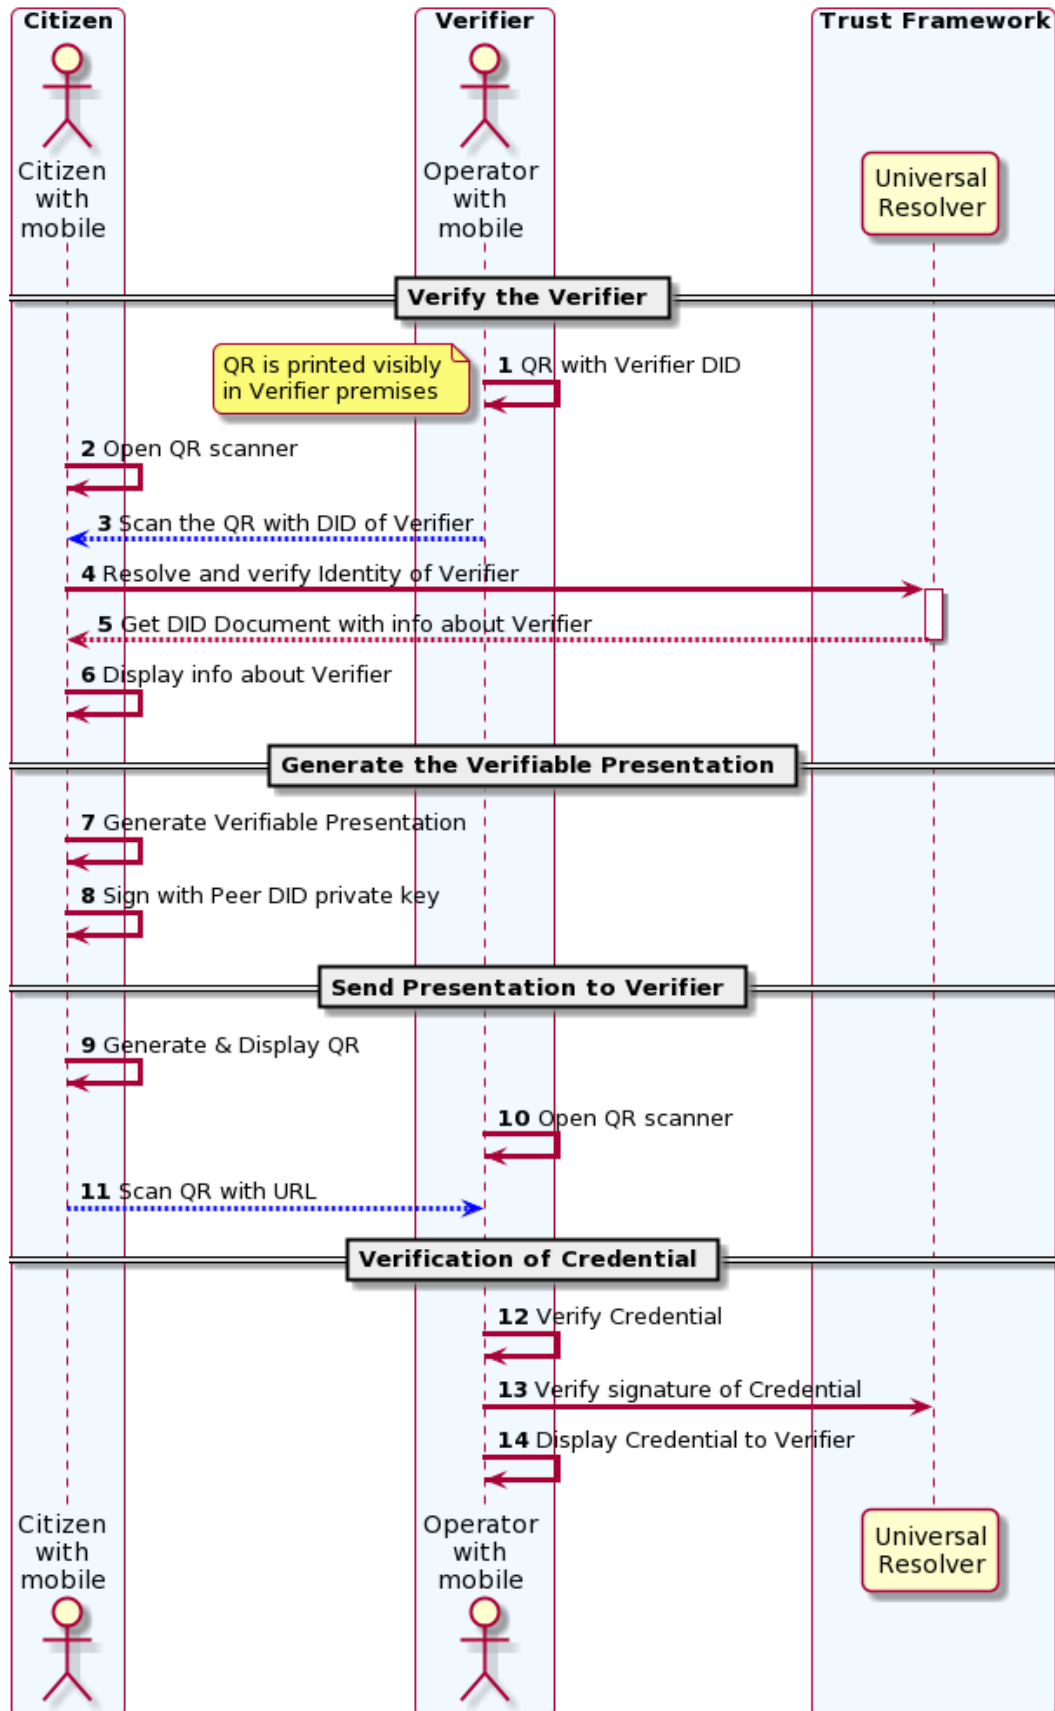 Citizen
Verifier
Trust Framework
Citizen
with
mobile
Operator
with
mobile
Universal
Resolver
Verify the Verifier
QR is printed visibly
in Verifier premises
1 QR with Verifier DID
2 Open QR scanner
3 Scan the QR with DID of Verifier
4 Resolve and verify Identity of Verifier
5 Get DID Document with info about Verifier
6 Display info about Verifier
Generate the Verifiable Presentation
7 Generate Verifiable Presentation
8 Sign with Peer DID private key
Send Presentation to Verifier
9 Generate & Display QR
10 Open QR scanner
11 Scan QR with URL
Verification of Credential
12 Verify Credential
13 Verify signature of Credential
14 Display Credential to Verifier
Citizen
with
mobile
Operator
with
mobile
Universal
Resolver